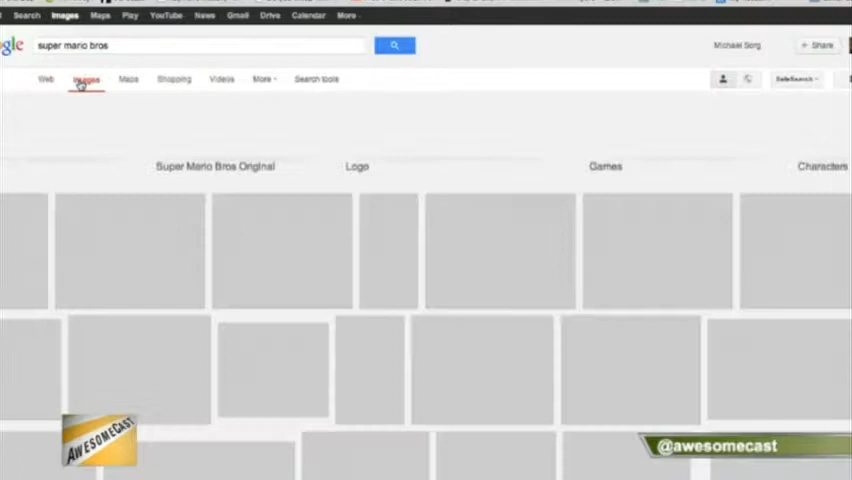 Search Images Maps Play YouTube News Gmail Drive Calendar More
gle super mario bros Michael Sorg + Share
Web Images Maps Shopping Videos More Search tools SafeSearch
Super Mario Bros Original Logo Games Characters
AWESOMECAST
@awesomecast